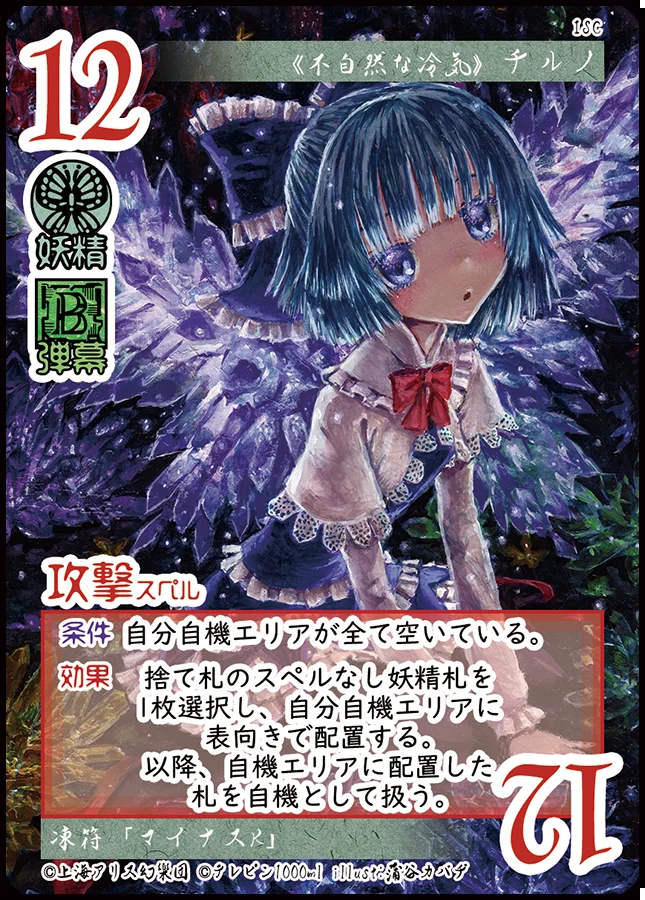 ISC
12
《不自然な冷気》 チルノ
妖精
B
弾幕
攻撃スペル
条件 自分自機エリアが全て空いている。
効果 捨て札のスペルなし妖精札を
1枚選択し、自分自機エリアに
表向きで配置する。
以降、自機エリアに配置した
札を自機として扱う。
12
凍符「マイナスK」
©上海アリス幻樂団 ©テレピン1000ml illust:蒲谷カバヂ